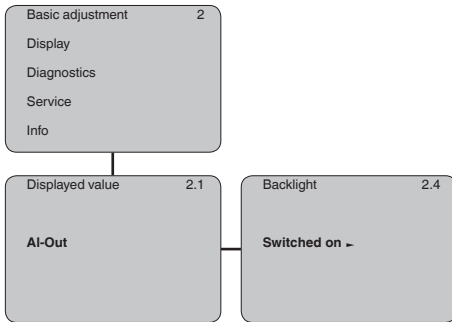 Basic adjustment 2
Display
Diagnostics
Service
Info
Displayed value 2.1
AI-Out
Backlight 2.4
Switched on ►